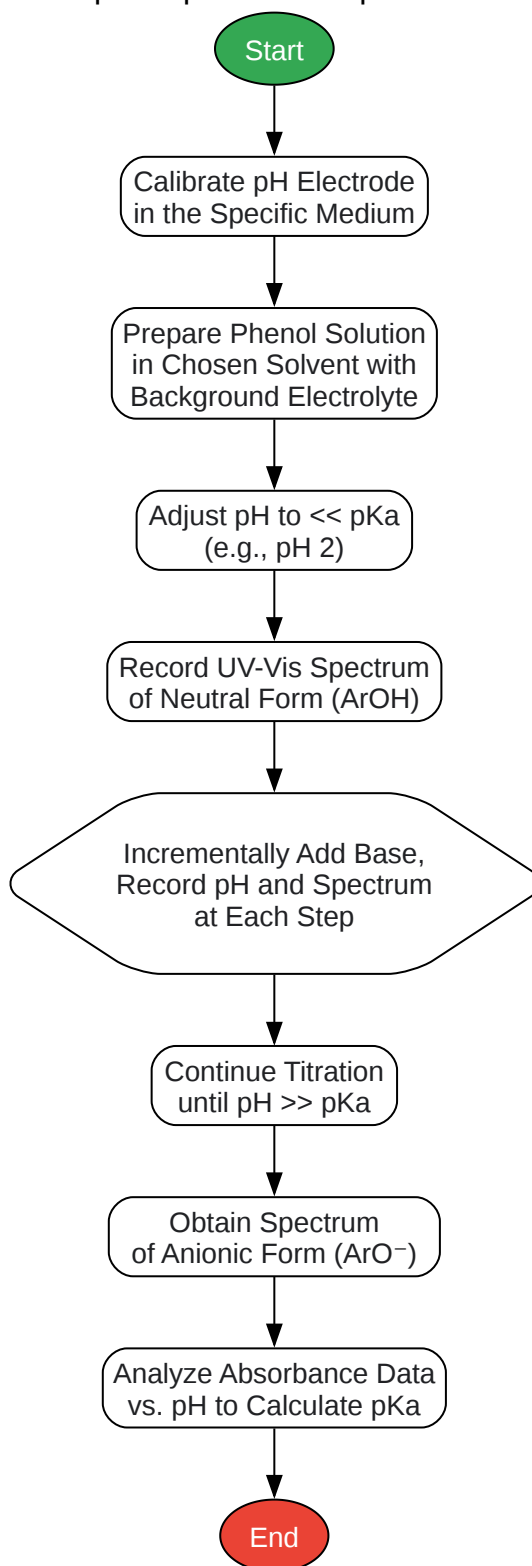 Start
Calibrate pH Electrode
in the Specific Medium
Prepare Phenol Solution
in Chosen Solvent with
Background Electrolyte
Adjust pH to << pKa
(e.g., pH 2)
Record UV-Vis Spectrum
of Neutral Form (ArOH)
Incrementally Add Base,
Record pH and Spectrum
at Each Step
Continue Titration
until pH >> pKa
Obtain Spectrum
of Anionic Form (ArO⁻)
Analyze Absorbance Data
vs. pH to Calculate pKa
End